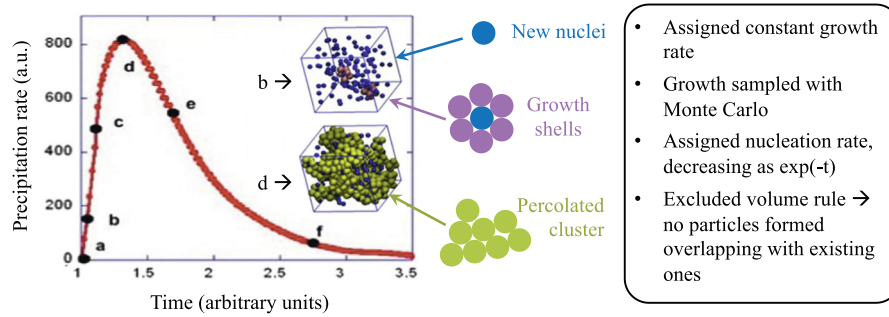 Precipitation rate (a.u.)
800
600
400
200
0
1
1.5
2
2.5
3
3.5
Time (arbitrary units)
a
b
c
d
e
f
b →
d →
New nuclei
Growth
shells
Percolated
cluster
• Assigned constant growth
rate
• Growth sampled with
Monte Carlo
• Assigned nucleation rate,
decreasing as exp(-t)
• Excluded volume rule →
no particles formed
overlapping with existing
ones